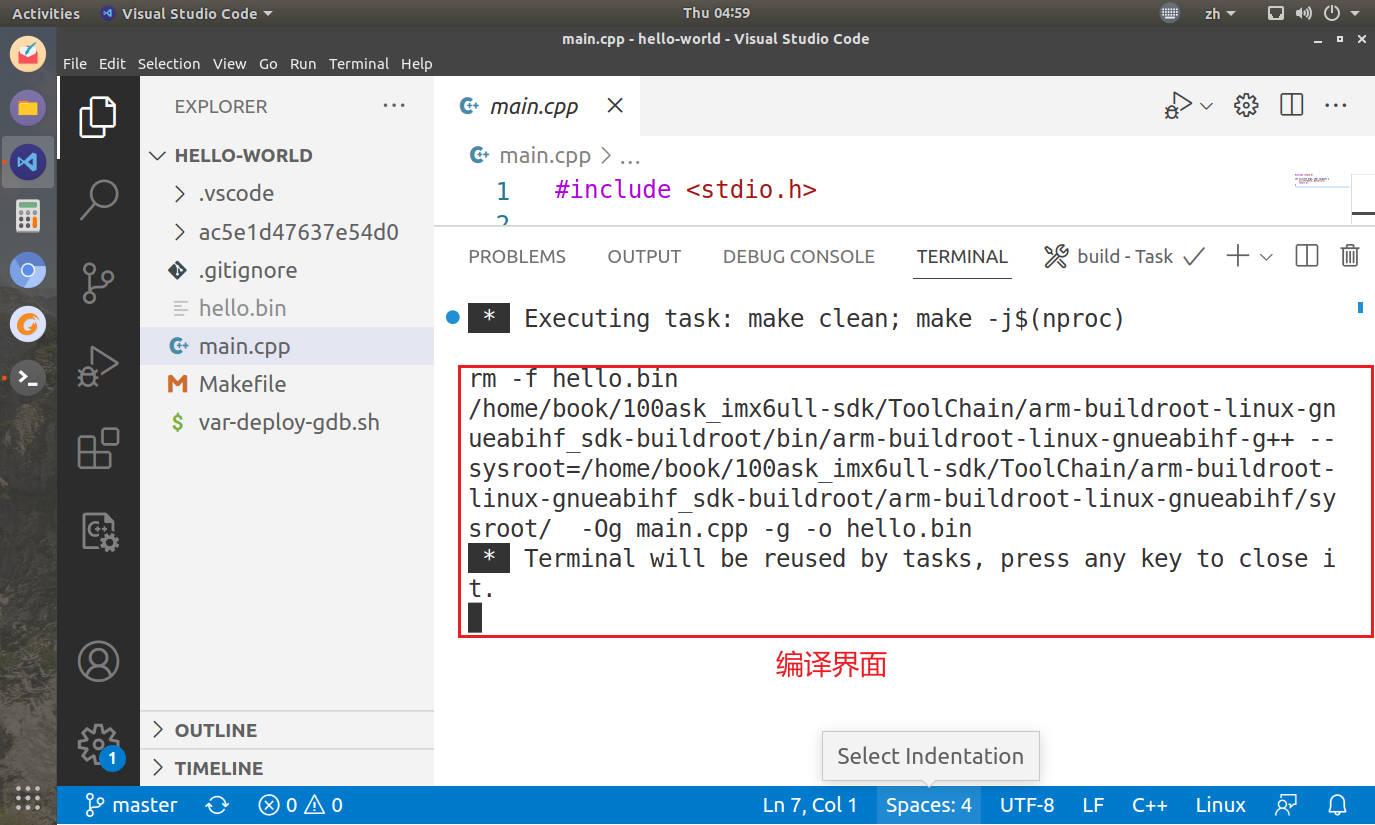 Activities Visual Studio Code Thu 04:59 zh
main.cpp - hello-world - Visual Studio Code
File Edit Selection View Go Run Terminal Help
EXPLORER
HELLO-WORLD
.vscode
ac5e1d47637e54d0
.gitignore
hello.bin
main.cpp
Makefile
var-deploy-gdb.sh
OUTLINE
TIMELINE
1
main.cpp
main.cpp > ...
1 #include <stdio.h>
2
PROBLEMS OUTPUT DEBUG CONSOLE TERMINAL build - Task
* Executing task: make clean; make -j$(nproc)
rm -f hello.bin
/home/book/100ask_imx6ull-sdk/ToolChain/arm-buildroot-linux-gn
ueabihf_sdk-buildroot/bin/arm-buildroot-linux-gnueabihf-g++ --
sysroot=/home/book/100ask_imx6ull-sdk/ToolChain/arm-buildroot-
linux-gnueabihf_sdk-buildroot/arm-buildroot-linux-gnueabihf/sy
sroot/  -Og main.cpp -g -o hello.bin
* Terminal will be reused by tasks, press any key to close i
t.
编译界面
Select Indentation
master 0 0 Ln 7, Col 1 Spaces: 4 UTF-8 LF C++ Linux